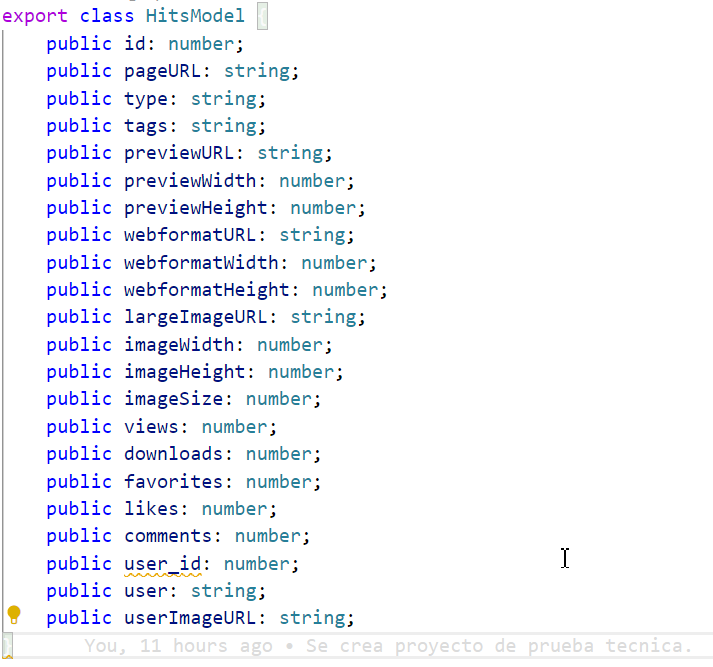 export class HitsModel {
public id: number;
public pageURL: string;
public type: string;
public tags: string;
public previewURL: string;
public previewWidth: number;
public previewHeight: number;
public webformatURL: string;
public webformatWidth: number;
public webformatHeight: number;
public largeImageURL: string;
public imageWidth: number;
public imageHeight: number;
public imageSize: number;
public views: number;
public downloads: number;
public favorites: number;
public likes: number;
public comments: number;
public user_id: number;
public user: string;
public userImageURL: string;
} You, 11 hours ago • Se crea proyecto de prueba tecnica.